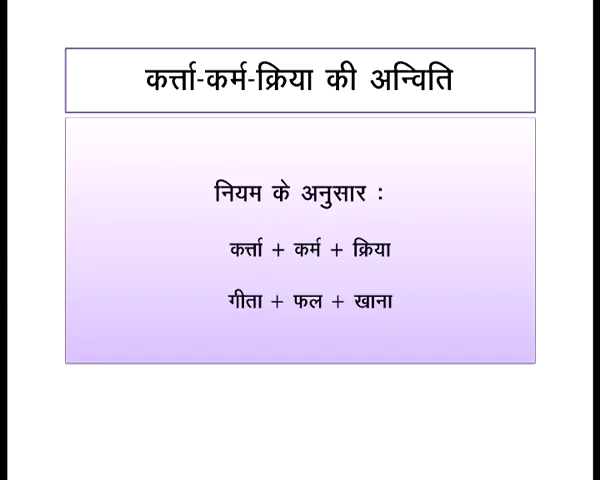 कर्त्ता-कर्म-क्रिया की अन्विति
नियम के अनुसार :
कर्त्ता + कर्म + क्रिया
गीता + फल + खाना